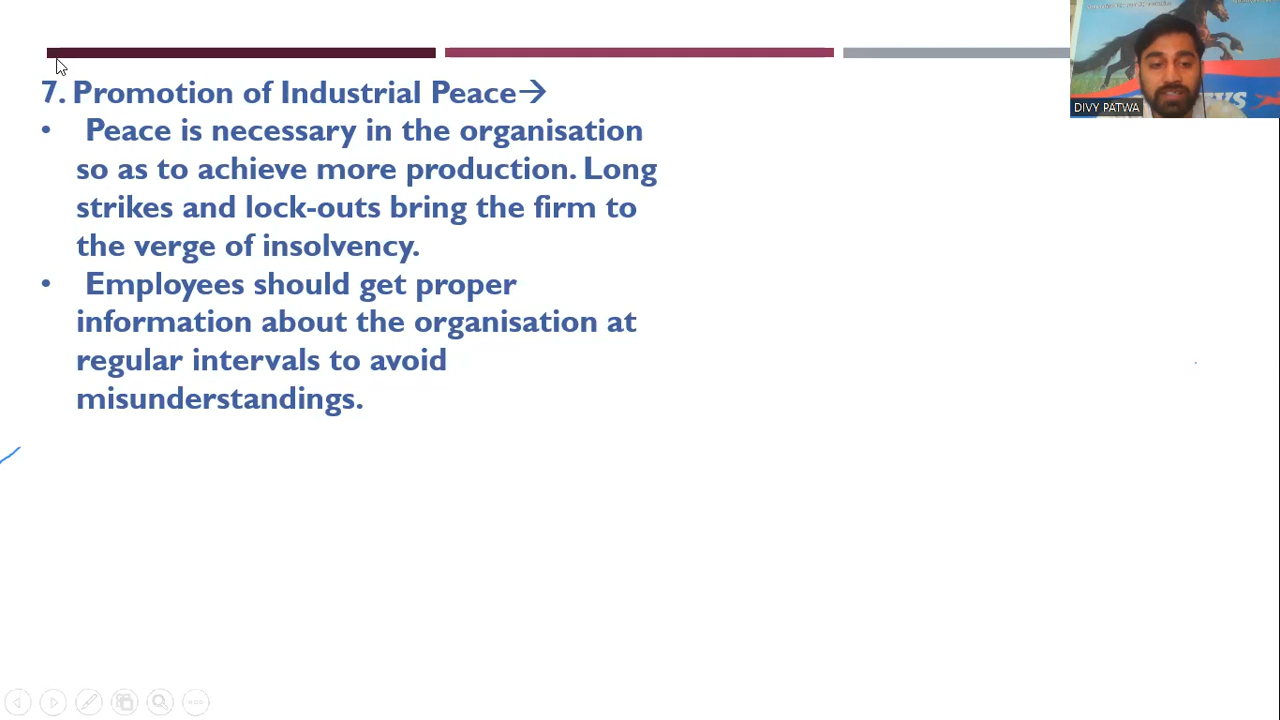 7. Promotion of Industrial Peace→
• Peace is necessary in the organisation
so as to achieve more production. Long
strikes and lock-outs bring the firm to
the verge of insolvency.
• Employees should get proper
information about the organisation at
regular intervals to avoid
misunderstandings.
DIVY PATWA